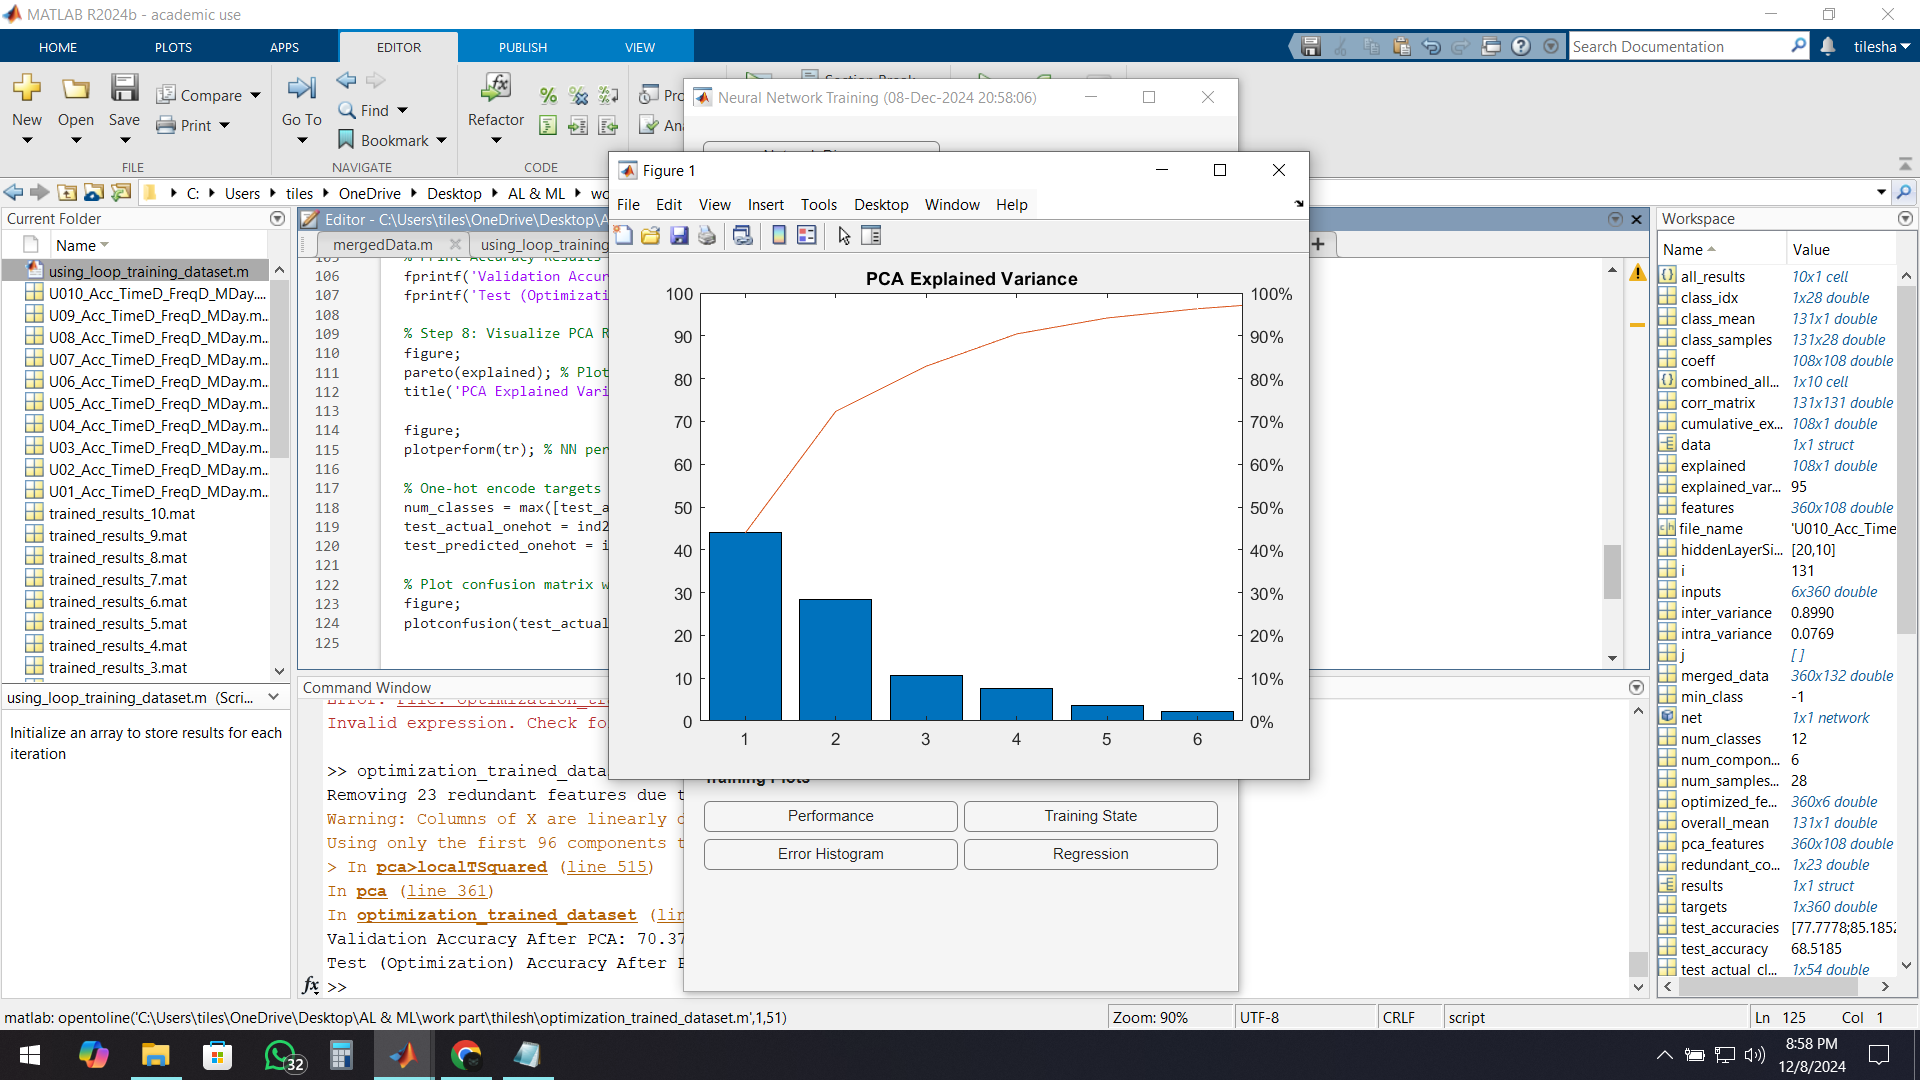 MATLAB R2024b - academic use
HOME PLOTS APPS EDITOR PUBLISH VIEW
Search Documentation
tilesha
New Open Save Compare Print
FILE
Go To Find Bookmark
NAVIGATE
Refactor
CODE
Section Break
C: Users tiles OneDrive Desktop AL & ML
Current Folder
Name
using_loop_training_dataset.m
U010_Acc_TimeD_FreqD_MDay....
U09_Acc_TimeD_FreqD_MDay.m...
U08_Acc_TimeD_FreqD_MDay.m...
U07_Acc_TimeD_FreqD_MDay.m...
U06_Acc_TimeD_FreqD_MDay.m...
U05_Acc_TimeD_FreqD_MDay.m...
U04_Acc_TimeD_FreqD_MDay.m...
U03_Acc_TimeD_FreqD_MDay.m...
U02_Acc_TimeD_FreqD_MDay.m...
U01_Acc_TimeD_FreqD_MDay.m...
trained_results_10.mat
trained_results_9.mat
trained_results_8.mat
trained_results_7.mat
trained_results_6.mat
trained_results_5.mat
trained_results_4.mat
trained_results_3.mat
using_loop_training_dataset.m (Scri...
Initialize an array to store results for each
iteration
Editor - C:\Users\tiles\OneDrive\Desktop\A
mergedData.m
using_loop_training
105 % Print Accuracy Results
106 fprintf('Validation Accur
107 fprintf('Test (Optimizati
108
109 % Step 8: Visualize PCA R
110 figure;
111 pareto(explained); % Plot
112 title('PCA Explained Vari
113
114 figure;
115 plotperform(tr); % NN per
116
117 % One-hot encode targets
118 num_classes = max([test_a
119 test_actual_onehot = ind2
120 test_predicted_onehot = i
121
122 % Plot confusion matrix w
123 figure;
124 plotconfusion(test_actual
125
Command Window
Error: File: optimization_tra
Invalid expression. Check fo
>> optimization_trained_data
Removing 23 redundant features due t
Warning: Columns of X are linearly
Using only the first 96 components t
> In pca>localTSquared (line 515)
In pca (line 361)
In optimization_trained_dataset (lin
Validation Accuracy After PCA: 70.37
Test (Optimization) Accuracy After P
>>
fx
Neural Network Training (08-Dec-2024 20:58:06)
Figure 1
File Edit View Insert Tools Desktop Window Help
PCA Explained Variance
100 100%
90 90%
80 80%
70 70%
60 60%
50 50%
40 40%
30 30%
20 20%
10 10%
0 0%
1 2 3 4 5 6
Training Plots
Performance Training State
Error Histogram Regression
Workspace
Name Value
all_results 10x1 cell
class_idx 1x28 double
class_mean 131x1 double
class_samples 131x28 double
coeff 108x108 double
combined_all... 1x10 cell
corr_matrix 131x131 double
cumulative_ex... 108x1 double
data 1x1 struct
explained 108x1 double
explained_var... 95
features 360x108 double
file_name 'U010_Acc_Time
hiddenLayerSi... [20,10]
i 131
inputs 6x360 double
inter_variance 0.8990
intra_variance 0.0769
j []
merged_data 360x132 double
min_class -1
net 1x1 network
num_classes 12
num_compon... 6
num_samples... 28
optimized_fe... 360x6 double
overall_mean 131x1 double
pca_features 360x108 double
redundant_co... 1x23 double
results 1x1 struct
targets 1x360 double
test_accuracies [77.7778;85.1852
test_accuracy 68.5185
test_actual_cl... 1x54 double
matlab: opentoline('C:\Users\tiles\OneDrive\Desktop\AL & ML\work part\thilesh\optimization_trained_dataset.m',1,51)
Zoom: 90% UTF-8 CRLF script Ln 125 Col 1
32
8:58 PM
12/8/2024